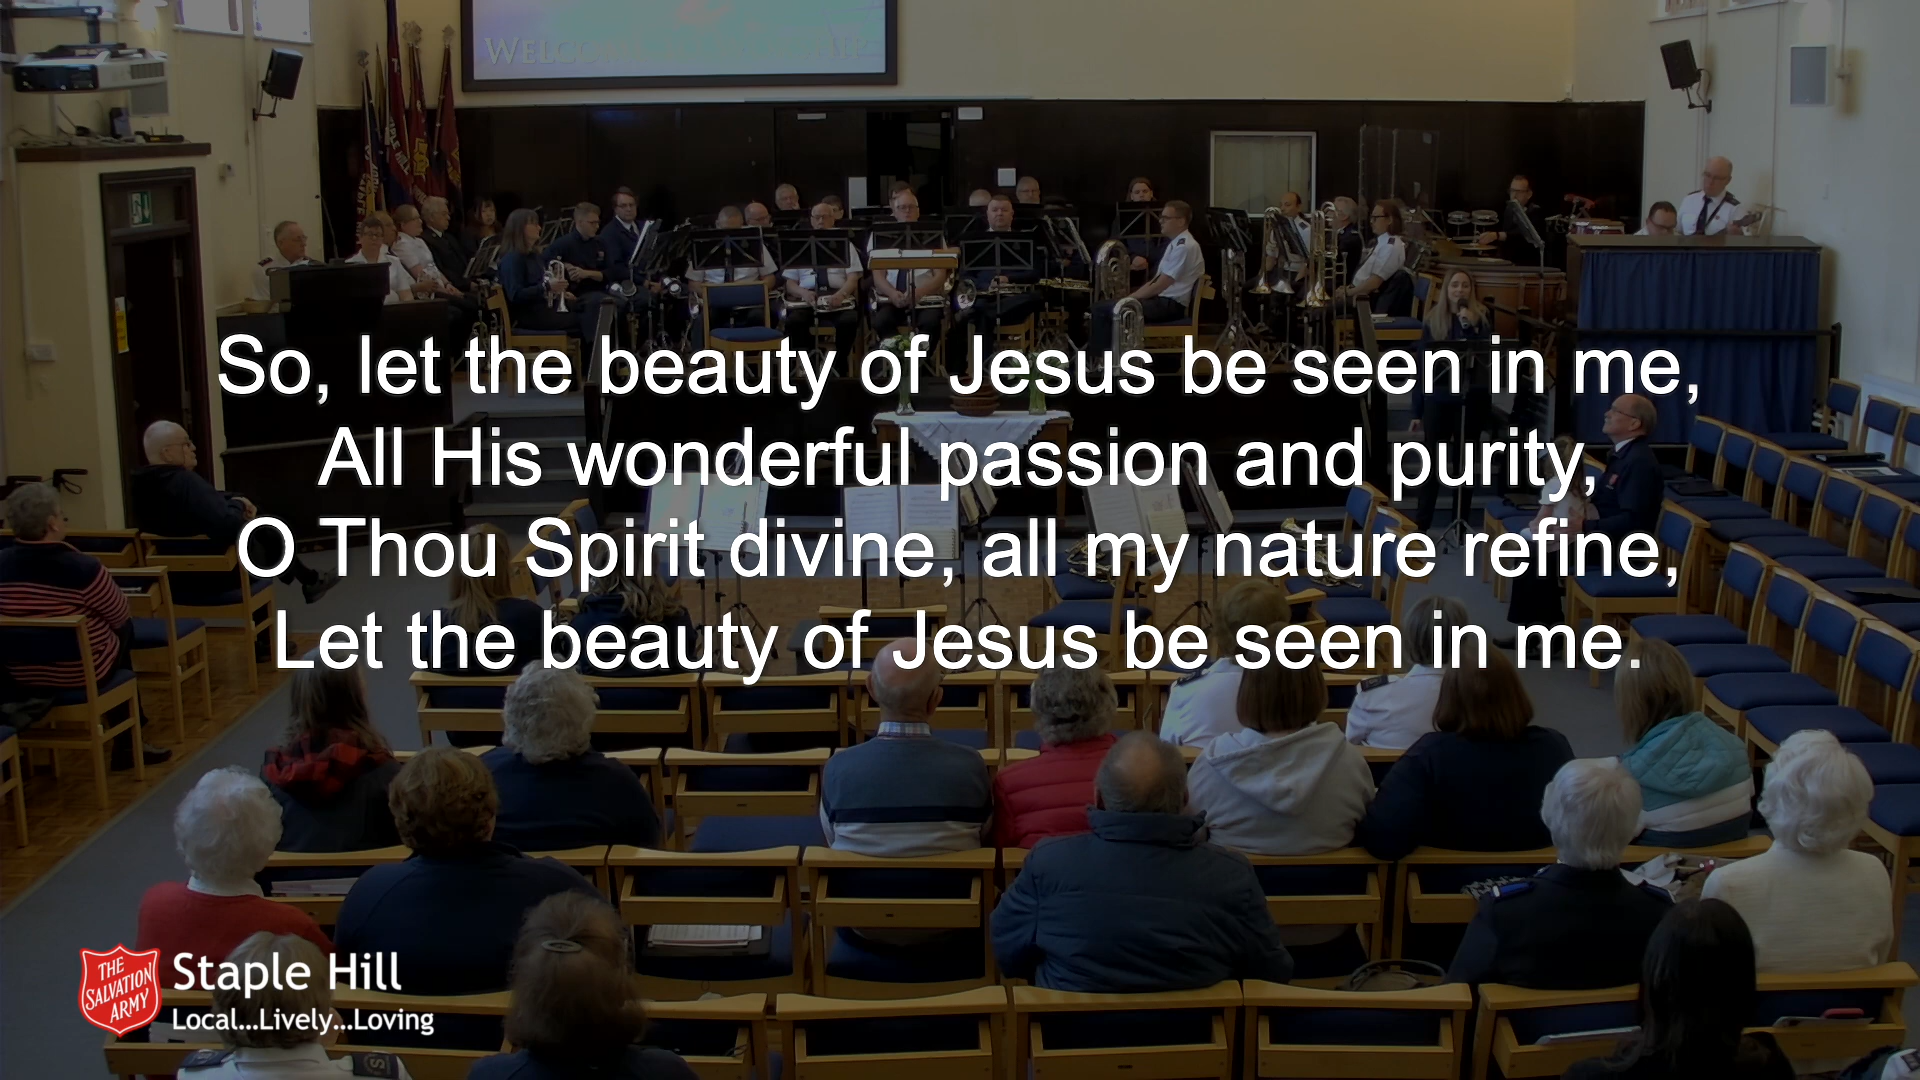 WELCOME
So, let the beauty of Jesus be seen in me,
All His wonderful passion and purity,
O Thou Spirit divine, all my nature refine,
Let the beauty of Jesus be seen in me.
THE
SALVATION
ARMY
Staple Hill
Local...Lively...Loving